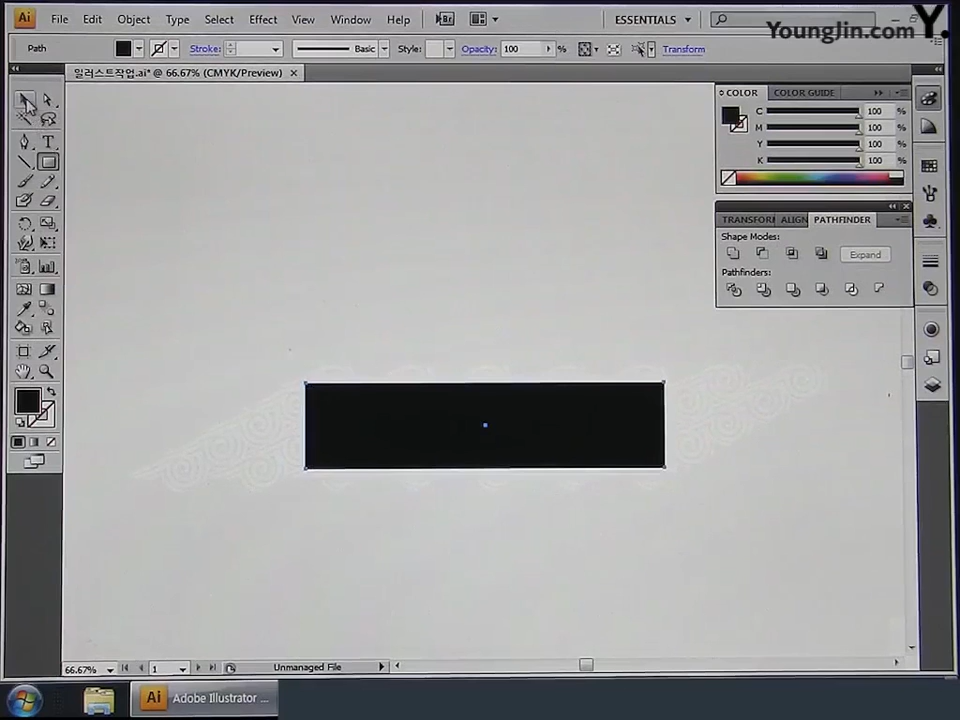 Ai File Edit Object Type Select Effect View Window Help Br ESSENTIALS
Y.
YoungJin.com
Path Stroke: Basic Style: Opacity: 100 % Transform
일러스트작업.ai* @ 66.67% (CMYK/Preview)
COLOR COLOR GUIDE
C 100 %
M 100 %
Y 100 %
K 100 %
TRANSFORM ALIGN PATHFINDER
Shape Modes:
Expand
Pathfinders:
66.67% 1 Unmanaged File
Ai Adobe Illustrator ...